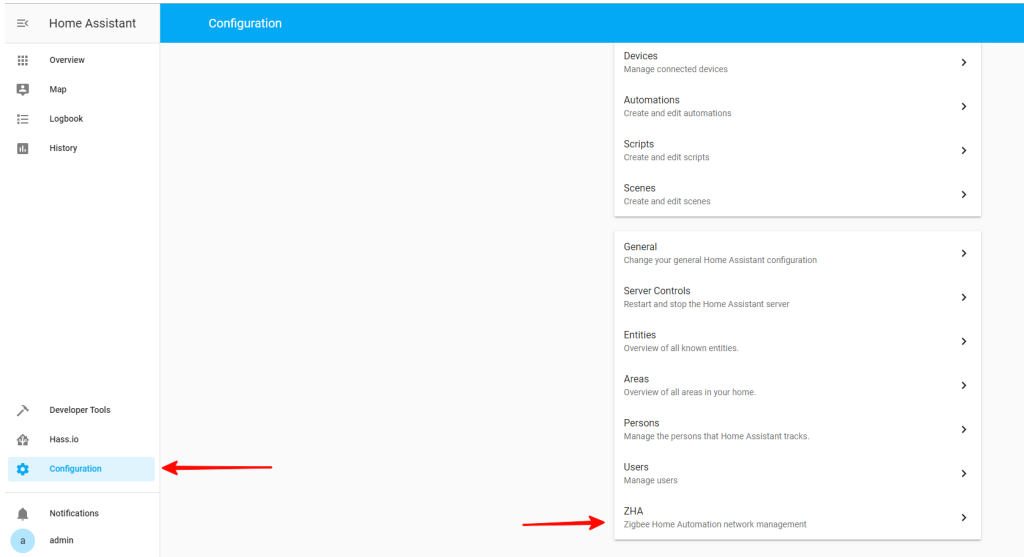 Home Assistant
Configuration
Overview
Map
Logbook
History
Developer Tools
Hass.io
Configuration
Notifications
a
admin
Devices
Manage connected devices
Automations
Create and edit automations
Scripts
Create and edit scripts
Scenes
Create and edit scenes
General
Change your general Home Assistant configuration
Server Controls
Restart and stop the Home Assistant server
Entities
Overview of all known entities.
Areas
Overview of all areas in your home.
Persons
Manage the persons that Home Assistant tracks.
Users
Manage users
ZHA
Zigbee Home Automation network management